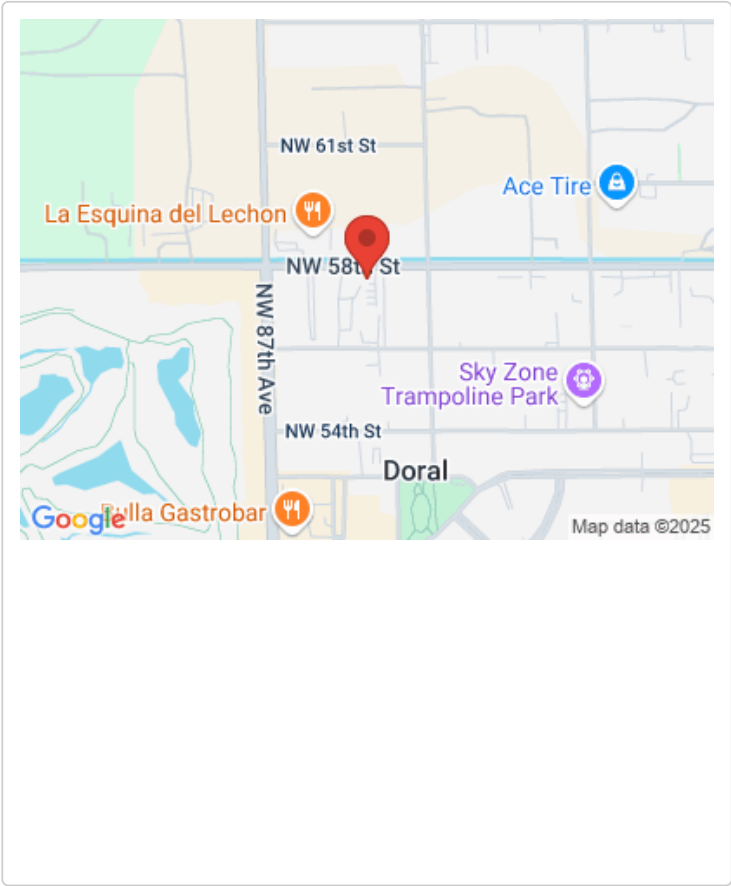 NW 61st St
Ace Tire
La Esquina del Lechon
NW 58th St
NW 87th Ave
Sky Zone
Trampoline Park
NW 54th St
Doral
Bulla Gastrobar
Google
Map data ©2025